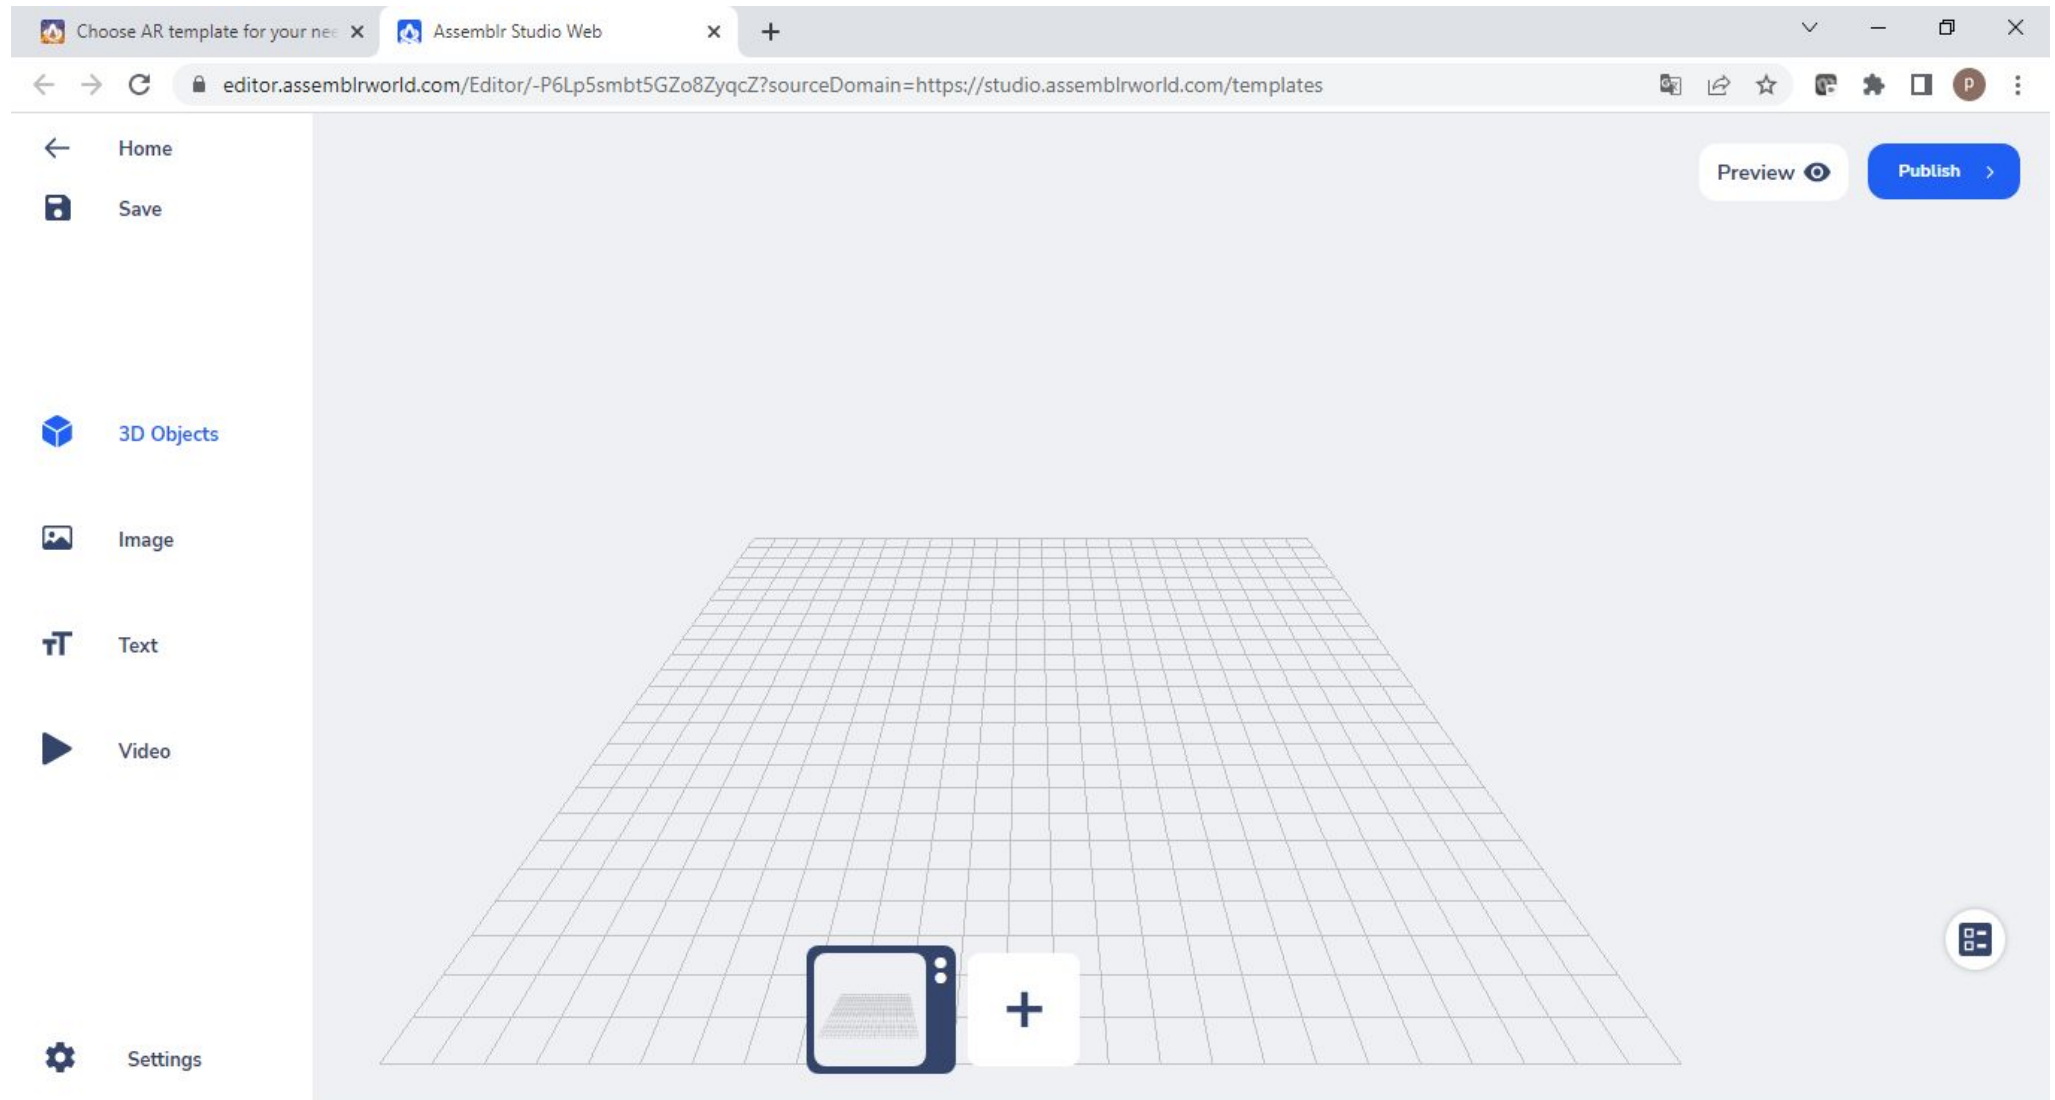 Choose AR template for your nee
Assemblr Studio Web
editor.assemblrworld.com/Editor/-P6Lp5smbt5GZo8ZyqcZ?sourceDomain=https://studio.assemblrworld.com/templates
P
Home
Save
Preview
Publish
3D Objects
Image
Text
Video
Settings